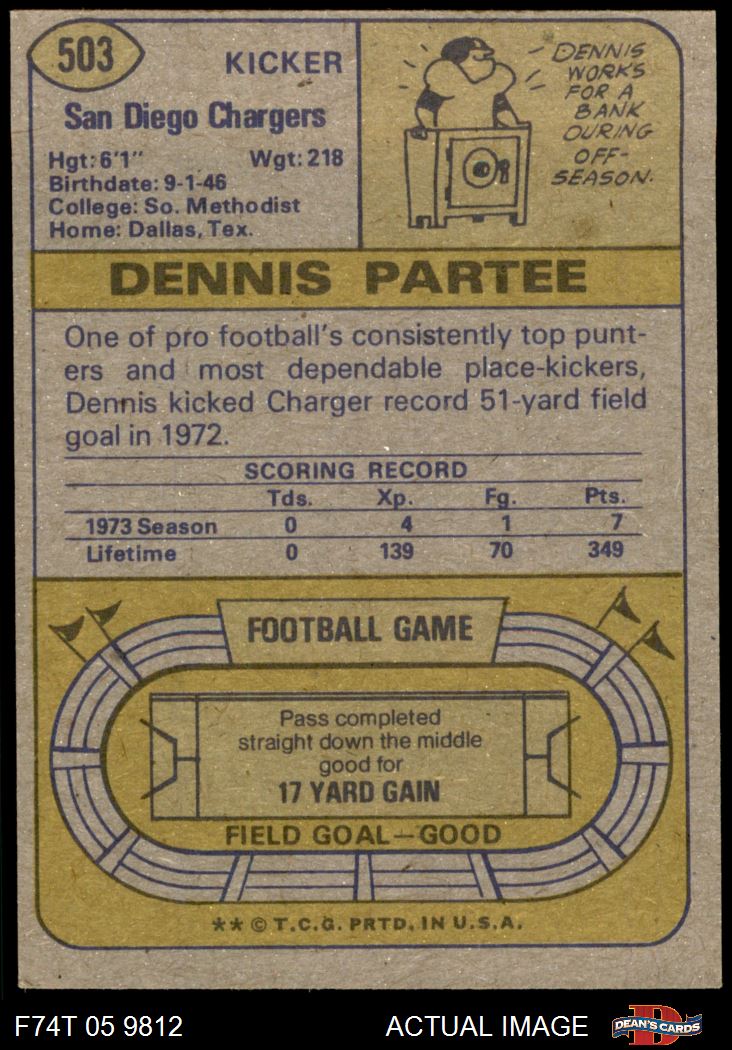 503
KICKER
San Diego Chargers
Hgt: 6'1" Wgt: 218
Birthdate: 9-1-46
College: So. Methodist
Home: Dallas, Tex.
DENNIS
WORKS
FOR A
BANK
DURING
OFF-
SEASON.
DENNIS PARTEE
One of pro football's consistently top punt-
ers and most dependable place-kickers,
Dennis kicked Charger record 51-yard field
goal in 1972.
SCORING RECORD
Tds. Xp. Fg. Pts.
1973 Season 0 4 1 7
Lifetime 0 139 70 349
FOOTBALL GAME
Pass completed
straight down the middle
good for
17 YARD GAIN
FIELD GOAL—GOOD
** © T.C.G. PRTD. IN U.S.A.
F74T 05 9812 ACTUAL IMAGE
D
DEAN'S CARDS